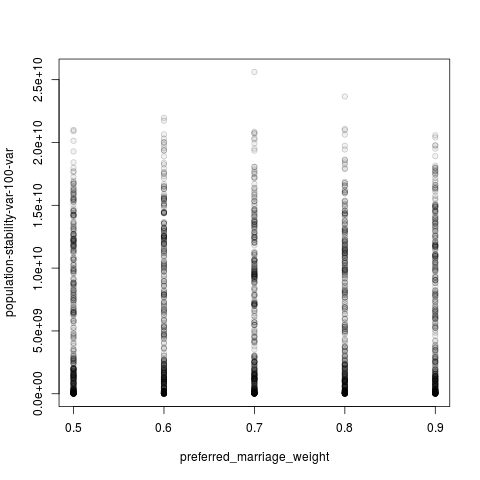 population-stability-var-100-var
2.5e+10
2.0e+10
1.5e+10
1.0e+10
5.0e+09
0.0e+00
0.5 0.6 0.7 0.8 0.9
preferred_marriage_weight